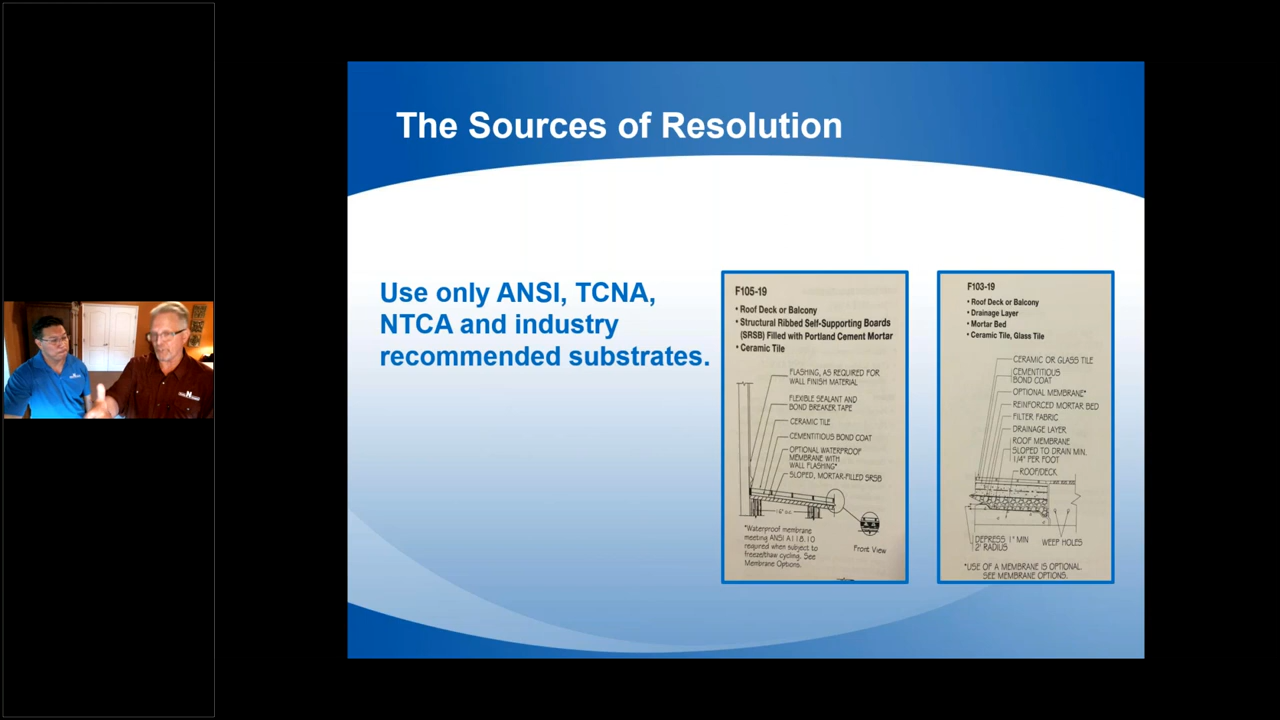 The Sources of Resolution
Use only ANSI, TCNA,
NTCA and industry
recommended substrates.
F105-19
• Roof Deck or Balcony
• Structural Ribbed Self-Supporting Boards
(SRSB) Filled with Portland Cement Mortar
• Ceramic Tile
FLASHING, AS REQUIRED FOR
WALL FINISH MATERIAL
FLEXIBLE SEALANT AND
BOND BREAKER TAPE
CERAMIC TILE
CEMENTITIOUS BOND COAT
OPTIONAL WATERPROOF
MEMBRANE WITH
WALL FLASHING*
SLOPED, MORTAR-FILLED SRSB
16" o.c.
*Waterproof membrane
meeting ANSI A118.10
required when subject to
freeze/thaw cycling. See
Membrane Options.
Front View
F103-19
• Roof Deck or Balcony
• Drainage Layer
• Mortar Bed
• Ceramic Tile, Glass Tile
CERAMIC OR GLASS TILE
CEMENTITIOUS
BOND COAT
OPTIONAL MEMBRANE*
REINFORCED MORTAR BED
FILTER FABRIC
DRAINAGE LAYER
ROOF MEMBRANE
SLOPED TO DRAIN MIN.
1/4" PER FOOT
ROOF/DECK
DEPRESS 1" MIN
2' RADIUS
WEEP HOLES
*USE OF A MEMBRANE IS OPTIONAL.
SEE MEMBRANE OPTIONS.